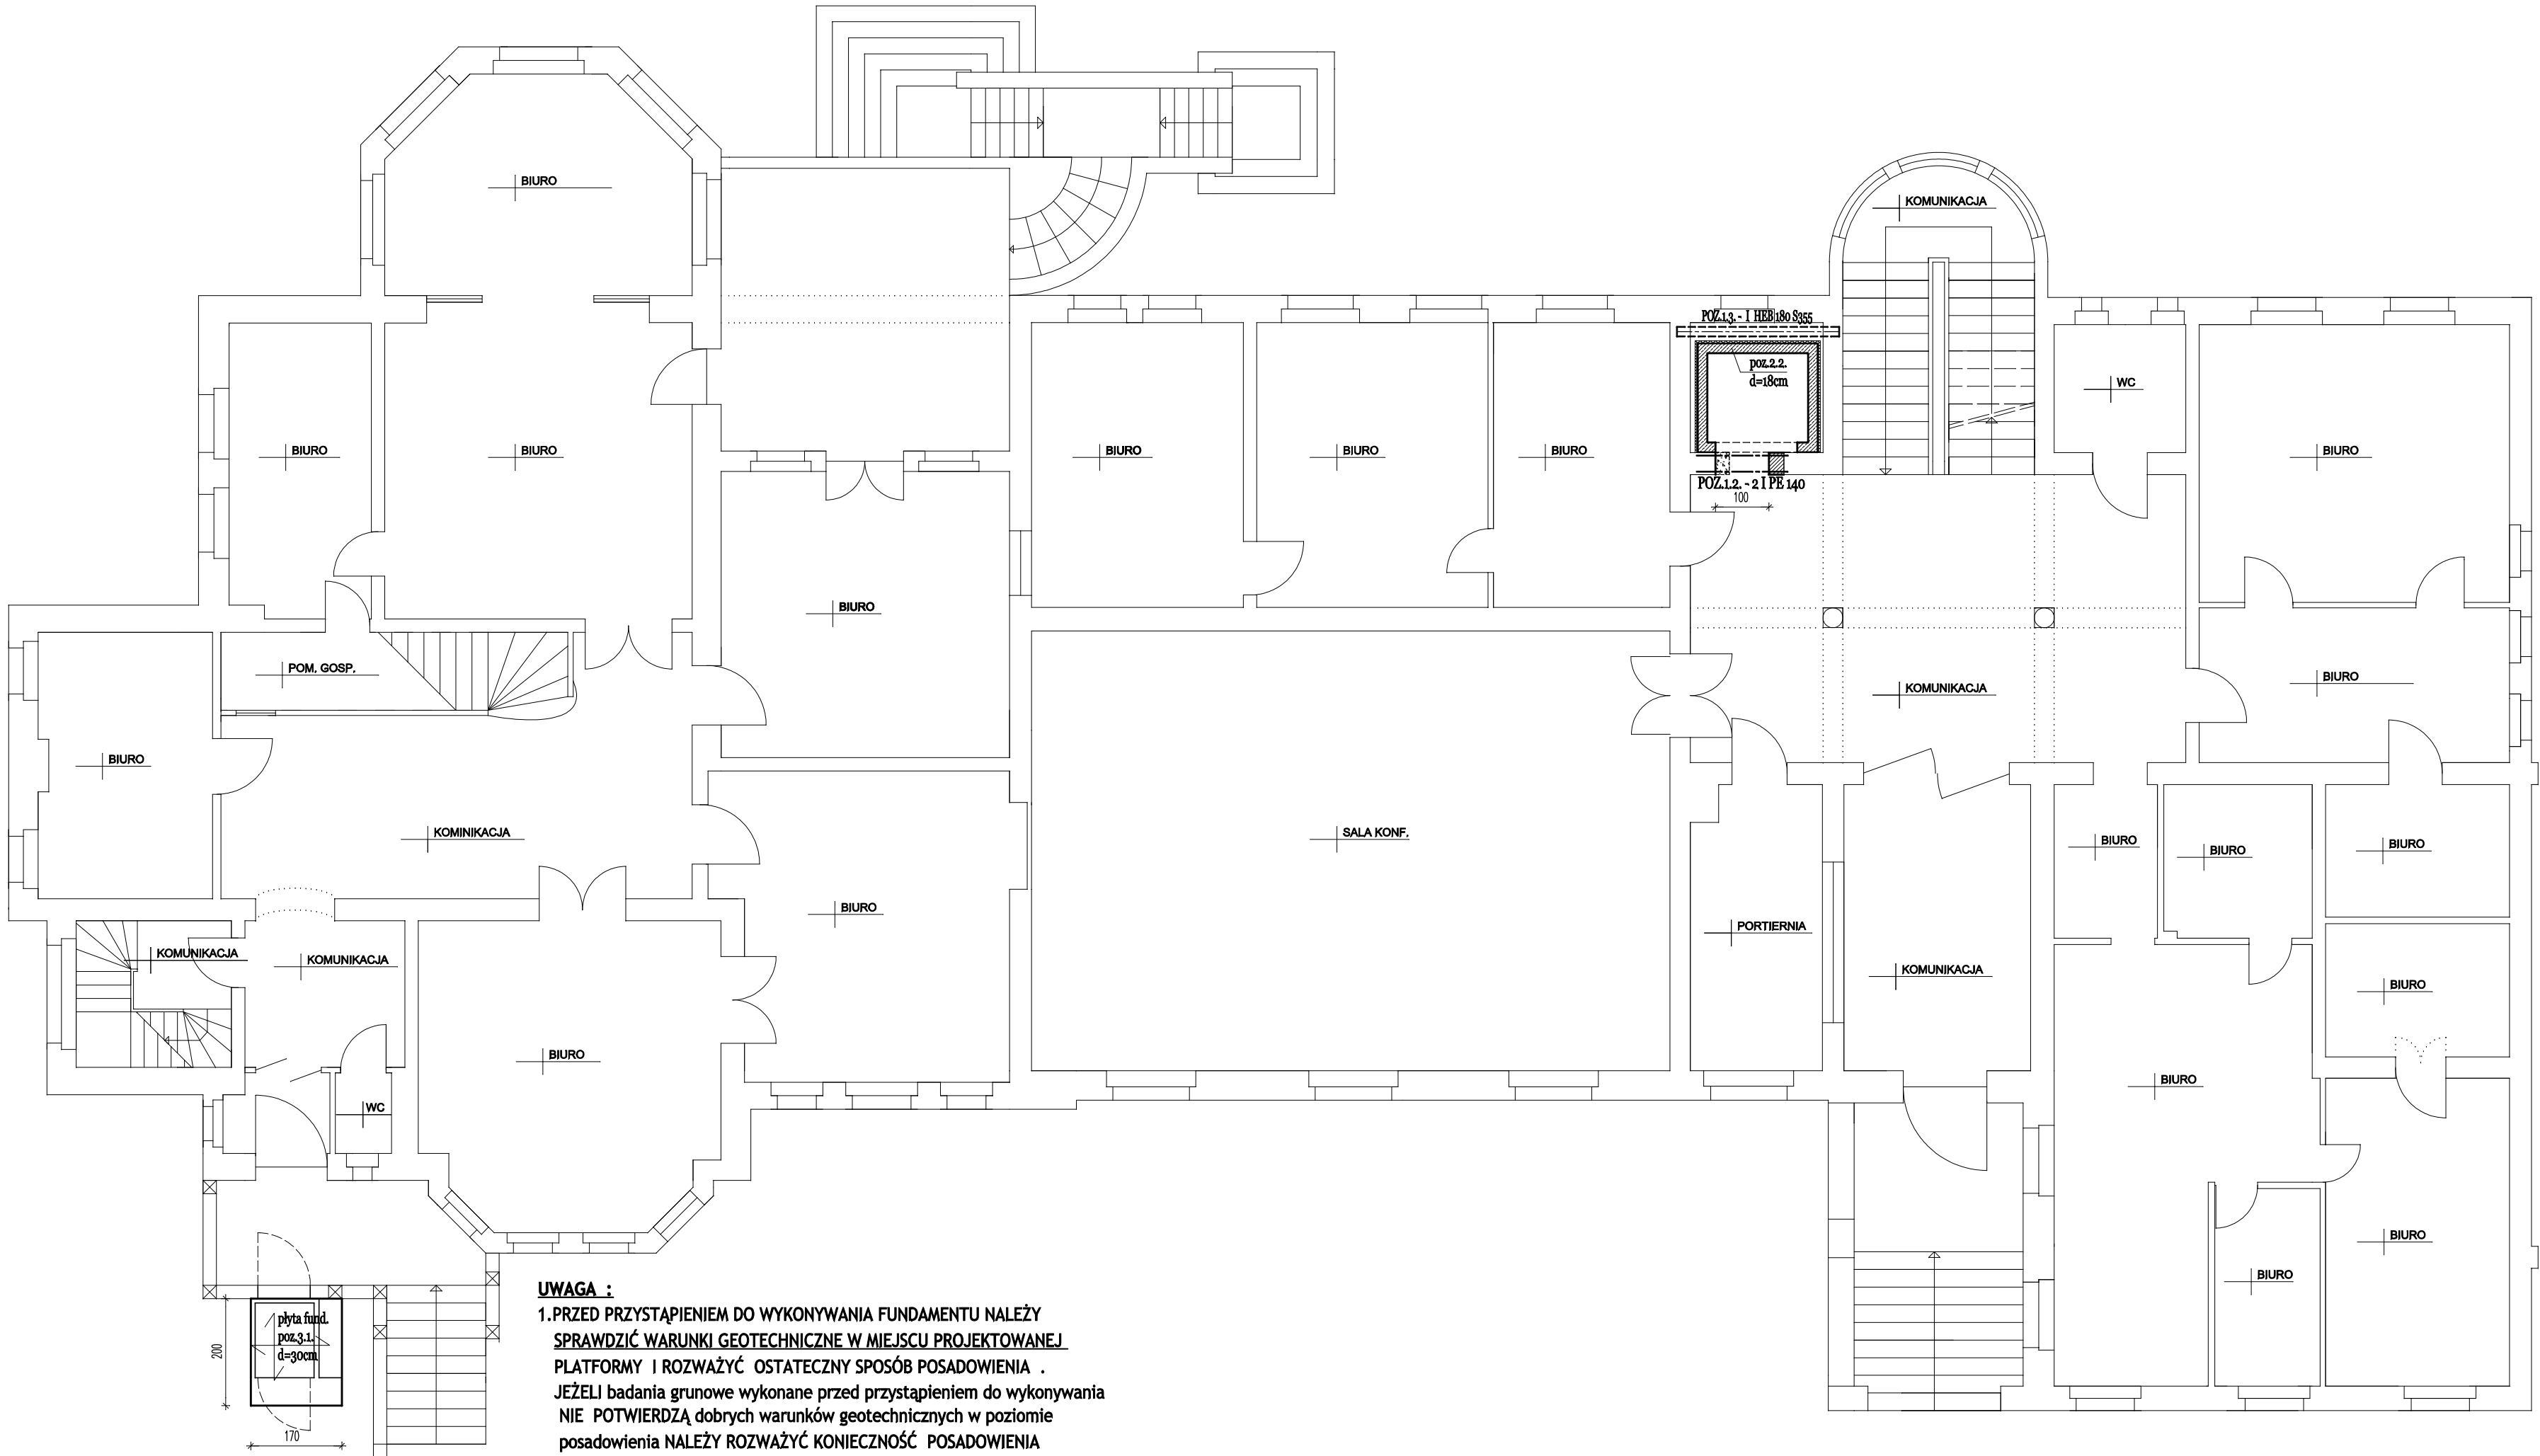 BIURO
KOMUNIKACJA
POZ.1.3. - I HEB 180 S355
poz.2.2.
d=18cm
WC
BIURO
BIURO
BIURO
BIURO
BIURO
BIURO
POZ.1.2. - 2 I PE 140
100
BIURO
POM. GOSP.
BIURO
KOMUNIKACJA
BIURO
KOMINIKACJA
SALA KONF.
BIURO
BIURO
BIURO
BIURO
PORTIERNIA
KOMUNIKACJA
KOMUNIKACJA
KOMUNIKACJA
BIURO
BIURO
BIURO
WC
BIURO
BIURO
płyta fund.
poz.3.1.
d=30cm
200
170
UWAGA :
1.PRZED PRZYSTĄPIENIEM DO WYKONYWANIA FUNDAMENTU NALEŻY
SPRAWDZIĆ WARUNKI GEOTECHNICZNE W MIEJSCU PROJEKTOWANEJ
PLATFORMY I ROZWAŻYĆ OSTATECZNY SPOSÓB POSADOWIENIA .
JEŻELI badania grunowe wykonane przed przystąpieniem do wykonywania
NIE POTWIERDZĄ dobrych warunków geotechnicznych w poziomie
posadowienia NALEŻY ROZWAŻYĆ KONIECZNOŚĆ POSADOWIENIA